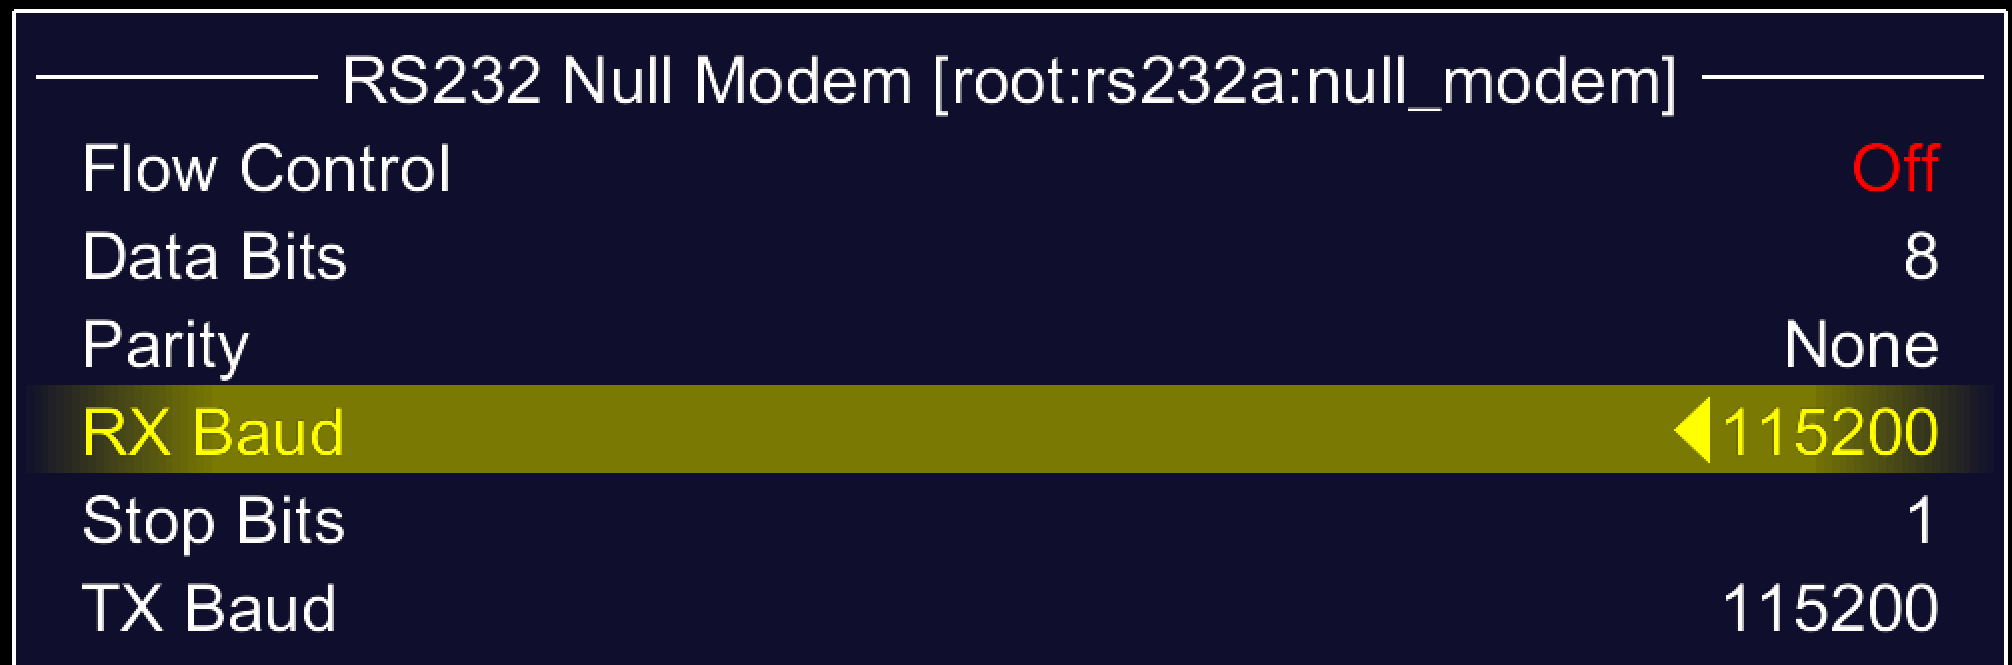 RS232 Null Modem [root:rs232a:null_modem]
Flow Control Off
Data Bits 8
Parity None
RX Baud 115200
Stop Bits 1
TX Baud 115200